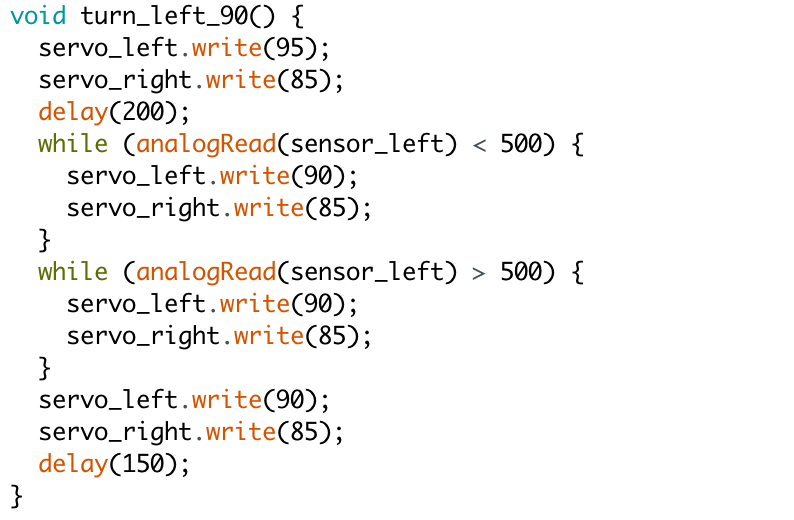 void turn_left_90() {
  servo_left.write(95);
  servo_right.write(85);
  delay(200);
  while (analogRead(sensor_left) < 500) {
    servo_left.write(90);
    servo_right.write(85);
  }
  while (analogRead(sensor_left) > 500) {
    servo_left.write(90);
    servo_right.write(85);
  }
  servo_left.write(90);
  servo_right.write(85);
  delay(150);
}